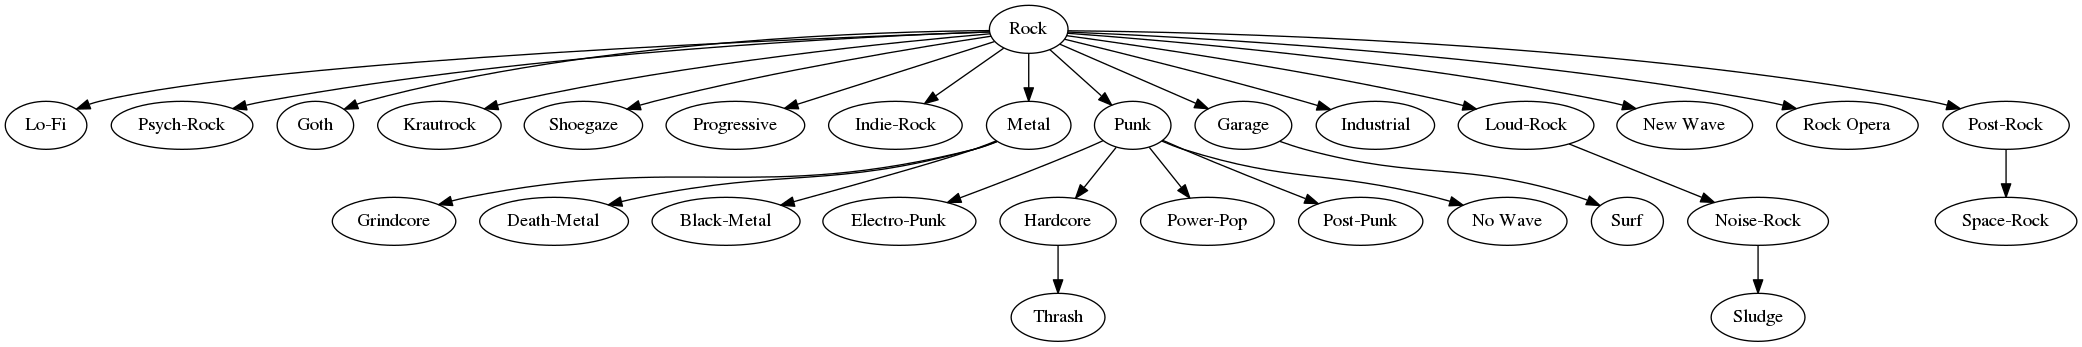 Rock
Lo-Fi
Psych-Rock
Goth
Krautrock
Shoegaze
Progressive
Indie-Rock
Metal
Punk
Garage
Industrial
Loud-Rock
New Wave
Rock Opera
Post-Rock
Grindcore
Death-Metal
Black-Metal
Electro-Punk
Hardcore
Power-Pop
Post-Punk
No Wave
Surf
Noise-Rock
Space-Rock
Thrash
Sludge